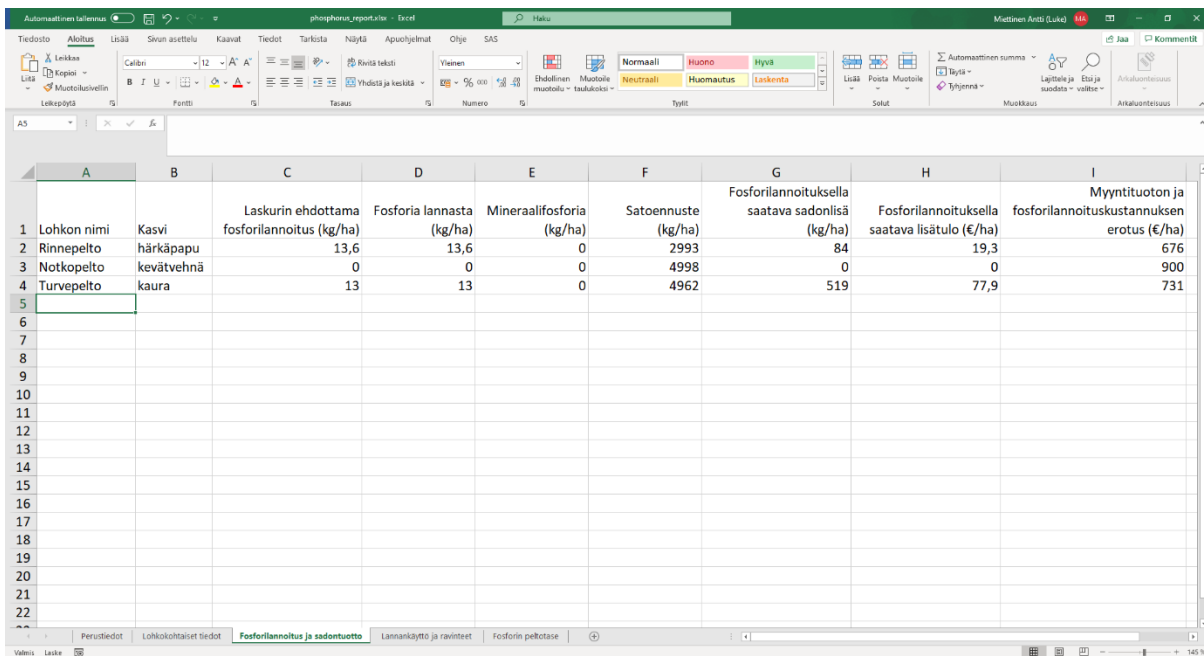 Automaattinen tallennus
phosphorus_report.xlsx - Excel
Haku
Miettinen Antti (Luke) MA
Tiedosto Aloitus Lisää Sivun asettelu Kaavat Tiedot Tarkista Näytä Apuohjelmat Ohje SAS
Jaa Kommentit
Liitä
Leikkaa
Kopioi
Muotoilusivellin
Leikepöytä
Calibri 12
B I U
Fontti
Rivitä teksti
Yhdistä ja keskitä
Tasaus
Yleinen
% 000
Numero
Ehdollinen muotoilu
Muotoile taulukoksi
Normaali Huono Hyvä
Neutraali Huomautus Laskenta
Tyylit
Lisää Poista Muotoile
Solut
Automaattinen summa
Täytä
Tyhjennä
Lajittele ja suodata
Etsi ja valitse
Muokkaus
Arkaluonteisuus
Arkaluonteisuus
A5 fx
A B C D E F G H I
Fosforilannoituksella Myyntituoton ja
Laskurin ehdottama Fosforia lannasta Mineraalifosforia Satoennuste saatava sadonlisä Fosforilannoituksella fosforilannoituskustannuksen
1 Lohkon nimi Kasvi fosforilannoitus (kg/ha) (kg/ha) (kg/ha) (kg/ha) (kg/ha) saatava lisätulo (€/ha) erotus (€/ha)
2 Rinnepelto härkäpapu 13,6 13,6 0 2993 84 19,3 676
3 Notkopelto kevätvehnä 0 0 0 4998 0 0 900
4 Turvepelto kaura 13 13 0 4962 519 77,9 731
5
6
7
8
9
10
11
12
13
14
15
16
17
18
19
20
21
22
Perustiedot Lohkokohtaiset tiedot Fosforilannoitus ja sadontuotto Lannankäyttö ja ravinteet Fosforin peltotase
Valmis Laske